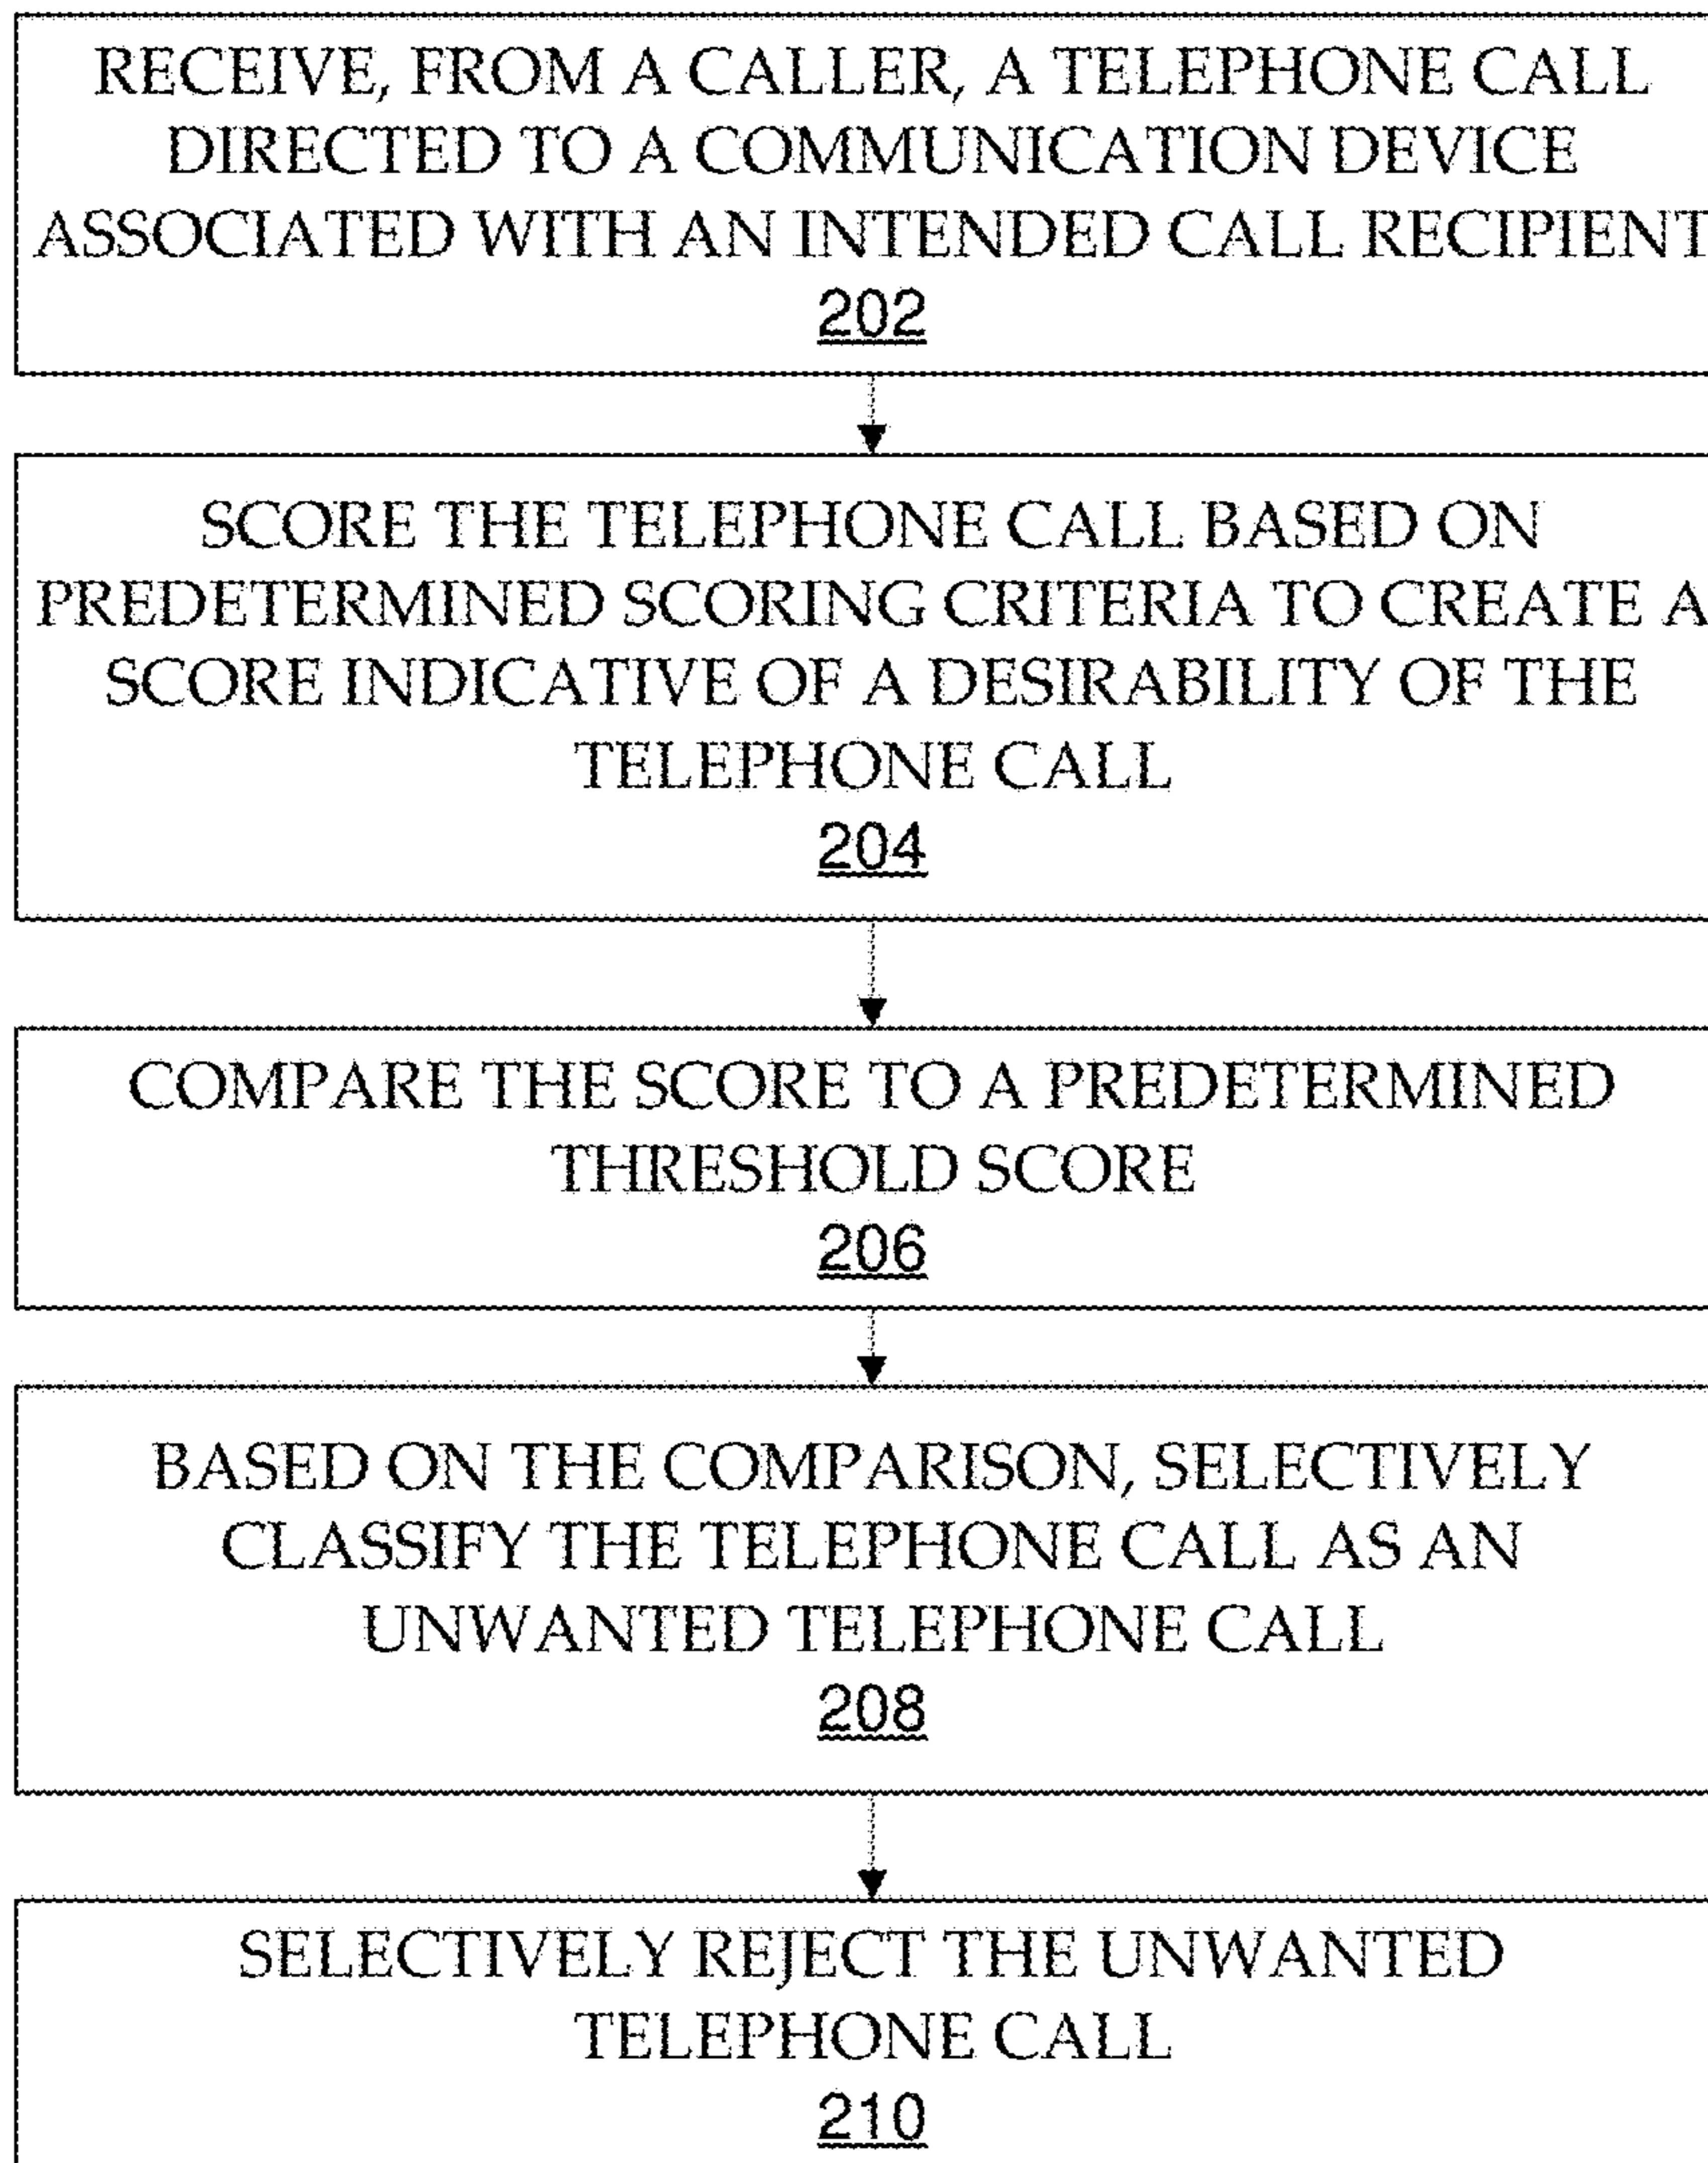 RECEIVE, FROM A CALLER, A TELEPHONE CALL
DIRECTED TO A COMMUNICATION DEVICE
ASSOCIATED WITH AN INTENDED CALL RECIPIENT
202
SCORE THE TELEPHONE CALL BASED ON
PREDETERMINED SCORING CRITERIA TO CREATE A
SCORE INDICATIVE OF A DESIRABILITY OF THE
TELEPHONE CALL
204
COMPARE THE SCORE TO A PREDETERMINED
THRESHOLD SCORE
206
BASED ON THE COMPARISON, SELECTIVELY
CLASSIFY THE TELEPHONE CALL AS AN
UNWANTED TELEPHONE CALL
208
SELECTIVELY REJECT THE UNWANTED
TELEPHONE CALL
210